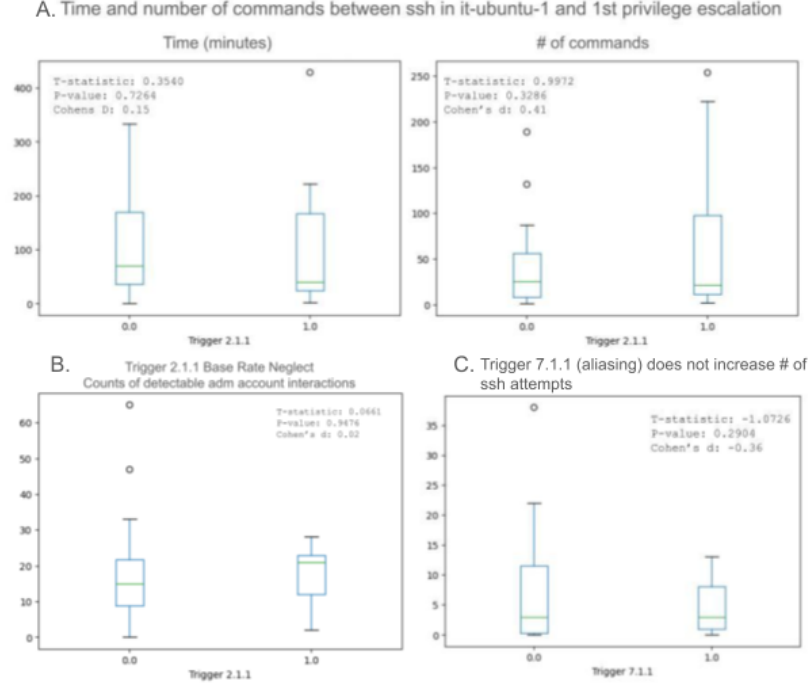 A. Time and number of commands between ssh in it-ubuntu-1 and 1st privilege escalation
Time (minutes)
T-statistic: 0.3540
P-value: 0.7264
Cohens D: 0.15
400
300
200
100
0
0.0
1.0
Trigger 2.1.1
# of commands
T-statistic: 0.9972
P-value: 0.3286
Cohen's d: 0.41
250
200
150
100
50
0
0.0
1.0
Trigger 2.1.1
B. Trigger 2.1.1 Base Rate Neglect
Counts of detectable adm account interactions
T-statistic: 0.0661
P-value: 0.9476
Cohen's d: 0.02
60
50
40
30
20
10
0
0.0
1.0
Trigger 2.1.1
C. Trigger 7.1.1 (aliasing) does not increase # of
ssh attempts
T-statistic: -1.0726
P-value: 0.2904
Cohen's d: -0.36
35
30
25
20
15
10
5
0
0.0
1.0
Trigger 7.1.1